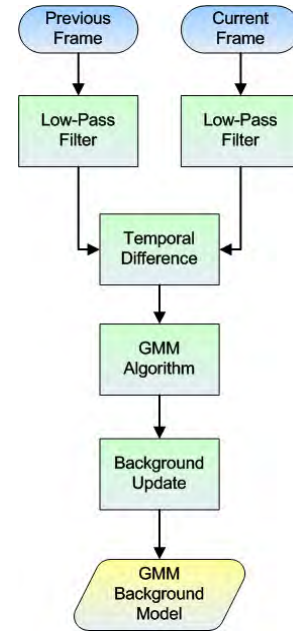 Previous
Frame
Current
Frame
Low-Pass
Filter
Low-Pass
Filter
Temporal
Difference
GMM
Algorithm
Background
Update
GMM
Background
Model